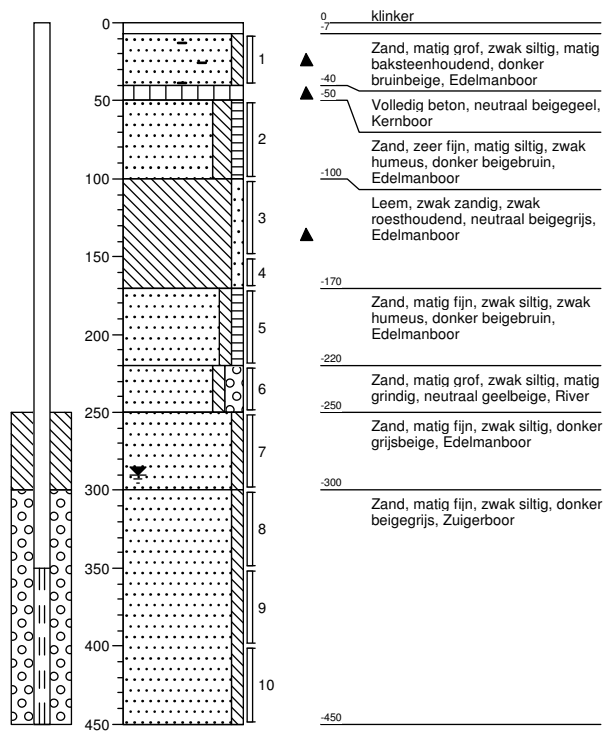 0
50
100
150
200
250
300
350
400
450
1
2
3
4
5
6
7
8
9
10
0
klinker
-7
Zand, matig grof, zwak siltig, matig
baksteenhoudend, donker
bruinbeige, Edelmanboor
-40
Volledig beton, neutraal beigegeel,
Kernboor
-50
Zand, zeer fijn, matig siltig, zwak
humeus, donker beigebruin,
Edelmanboor
-100
Leem, zwak zandig, zwak
roesthoudend, neutraal beigegrijs,
Edelmanboor
-170
Zand, matig fijn, zwak siltig, zwak
humeus, donker beigebruin,
Edelmanboor
-220
Zand, matig grof, zwak siltig, matig
grindig, neutraal geelbeige, River
-250
Zand, matig fijn, zwak siltig, donker
grijsbeige, Edelmanboor
-300
Zand, matig fijn, zwak siltig, donker
beigegrijs, Zuigerboor
-450